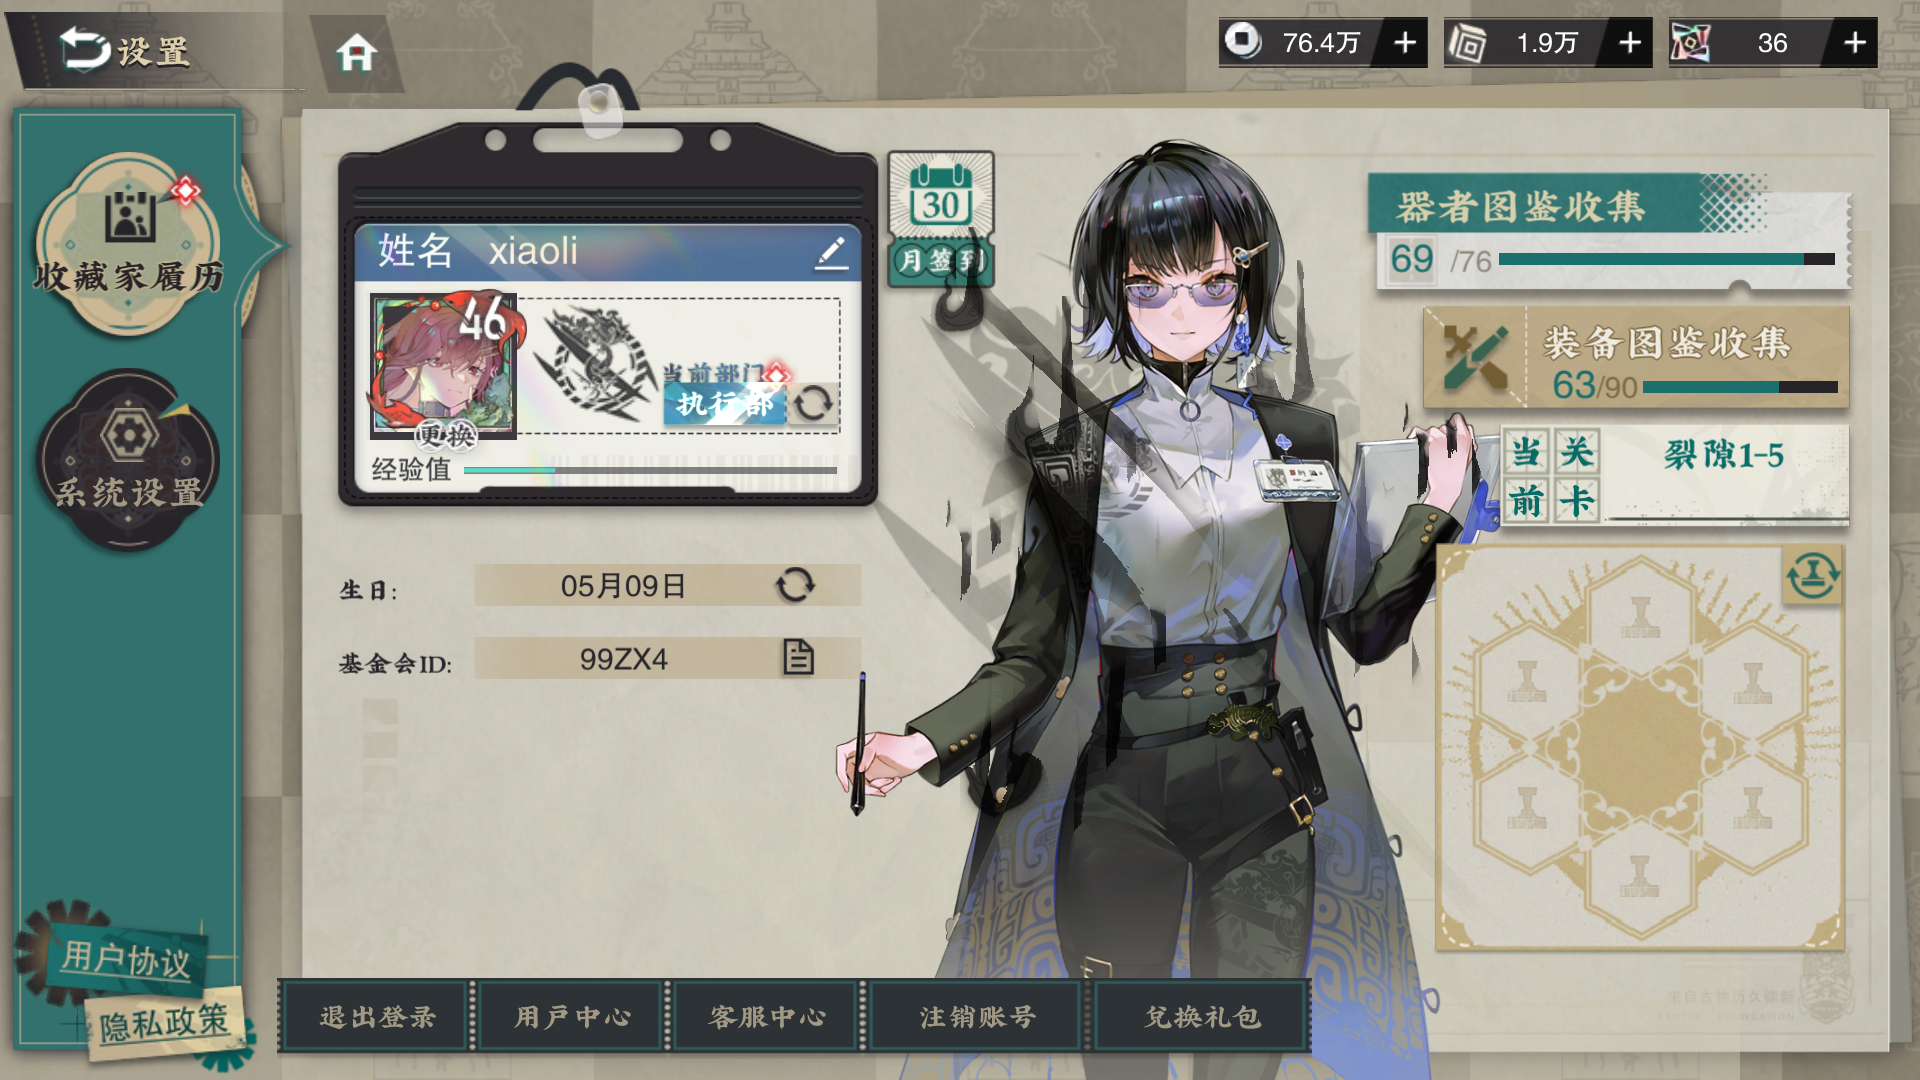 设置
76.4万
1.9万
36
收藏家履历
系统设置
用户协议
隐私政策
姓名 xiaoli
46
更换
当前部门
执行部
经验值
30
月签到
生日: 05月09日
基金会ID: 99ZX4
器者图鉴收集
69/76
装备图鉴收集
63/90
当前关卡
裂隙1-5
退出登录
用户中心
客服中心
注销账号
兑换礼包